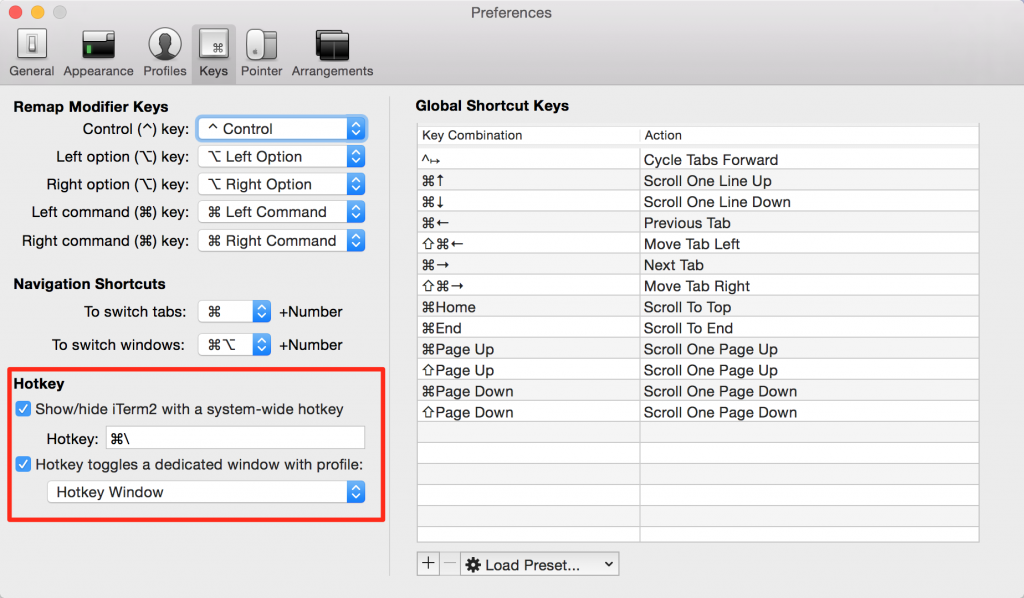 Preferences
General Appearance Profiles Keys Pointer Arrangements
Remap Modifier Keys
Control (^) key: ^ Control
Left option (⌥) key: ⌥ Left Option
Right option (⌥) key: ⌥ Right Option
Left command (⌘) key: ⌘ Left Command
Right command (⌘) key: ⌘ Right Command
Navigation Shortcuts
To switch tabs: ⌘ +Number
To switch windows: ⌘⌥ +Number
Hotkey
Show/hide iTerm2 with a system-wide hotkey
Hotkey: ⌘\
Hotkey toggles a dedicated window with profile:
Hotkey Window
Global Shortcut Keys
Key Combination Action
^↦ Cycle Tabs Forward
⌘↑ Scroll One Line Up
⌘↓ Scroll One Line Down
⌘← Previous Tab
⇧⌘← Move Tab Left
⌘→ Next Tab
⇧⌘→ Move Tab Right
⌘Home Scroll To Top
⌘End Scroll To End
⌘Page Up Scroll One Page Up
⇧Page Up Scroll One Page Up
⌘Page Down Scroll One Page Down
⇧Page Down Scroll One Page Down
+ − Load Preset...